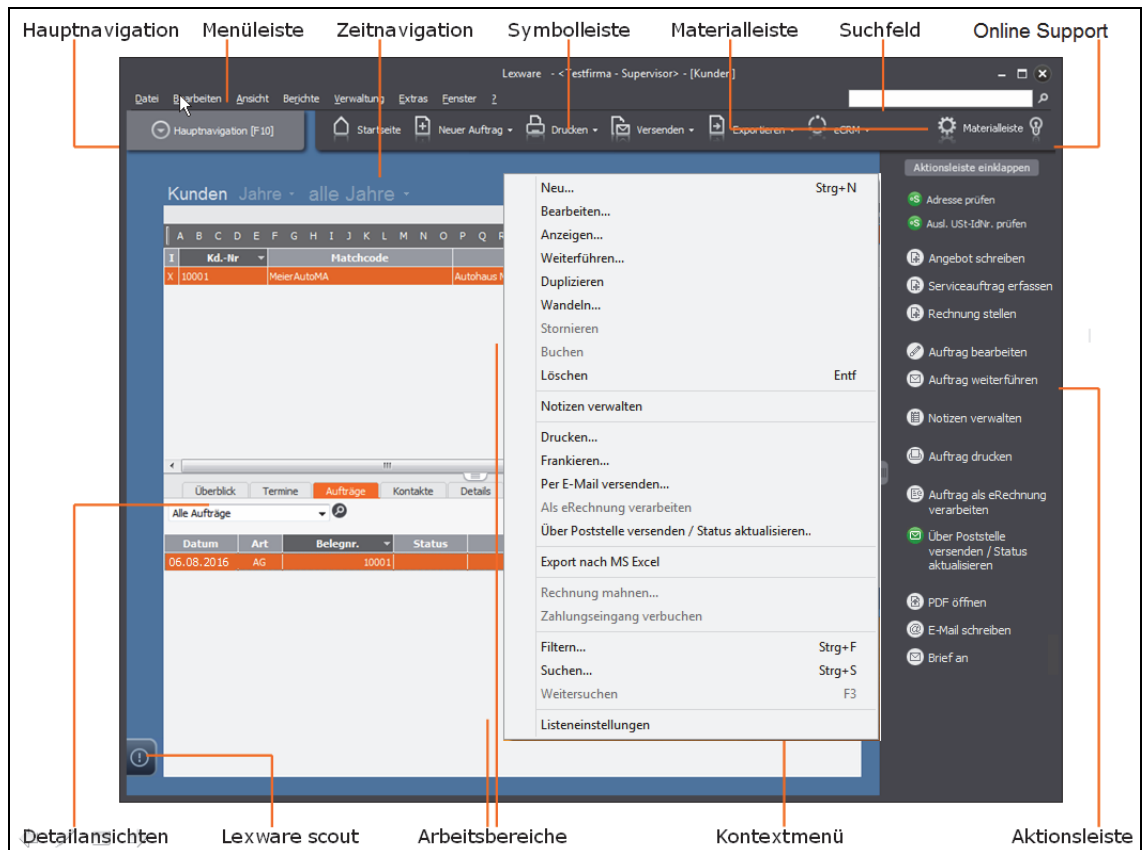 Hauptnavigation Menüleiste Zeitnavigation Symbolleiste Materialleiste Suchfeld Online Support
Lexware - <Testfirma - Supervisor> - [Kunden]
Datei Bearbeiten Ansicht Berichte Verwaltung Extras Fenster ?
Hauptnavigation [F10] Startseite Neuer Auftrag Drucken Versenden Exportieren eCRM Materialleiste
Aktionsleiste einklappen
Kunden Jahre alle Jahre
A B C D E F G H I J K L M N O P Q R
I Kd.-Nr Matchcode
X 10001 MeierAutoMA Autohaus
Neu... Strg+N
Bearbeiten...
Anzeigen...
Weiterführen...
Duplizieren
Wandeln...
Stornieren
Buchen
Löschen Entf
Notizen verwalten
Drucken...
Frankieren...
Per E-Mail versenden...
Als eRechnung verarbeiten
Über Poststelle versenden / Status aktualisieren..
Export nach MS Excel
Rechnung mahnen...
Zahlungseingang verbuchen
Filtern... Strg+F
Suchen... Strg+S
Weitersuchen F3
Listeneinstellungen
Adresse prüfen
Ausl. USt-IdNr. prüfen
Angebot schreiben
Serviceauftrag erfassen
Rechnung stellen
Auftrag bearbeiten
Auftrag weiterführen
Notizen verwalten
Auftrag drucken
Auftrag als eRechnung
verarbeiten
Über Poststelle
versenden / Status
aktualisieren
PDF öffnen
E-Mail schreiben
Brief an
Überblick Termine Aufträge Kontakte Details
Alle Aufträge
Datum Art Belegnr. Status
06.08.2016 AG 10001
Detailansichten Lexware scout Arbeitsbereiche Kontextmenü Aktionsleiste